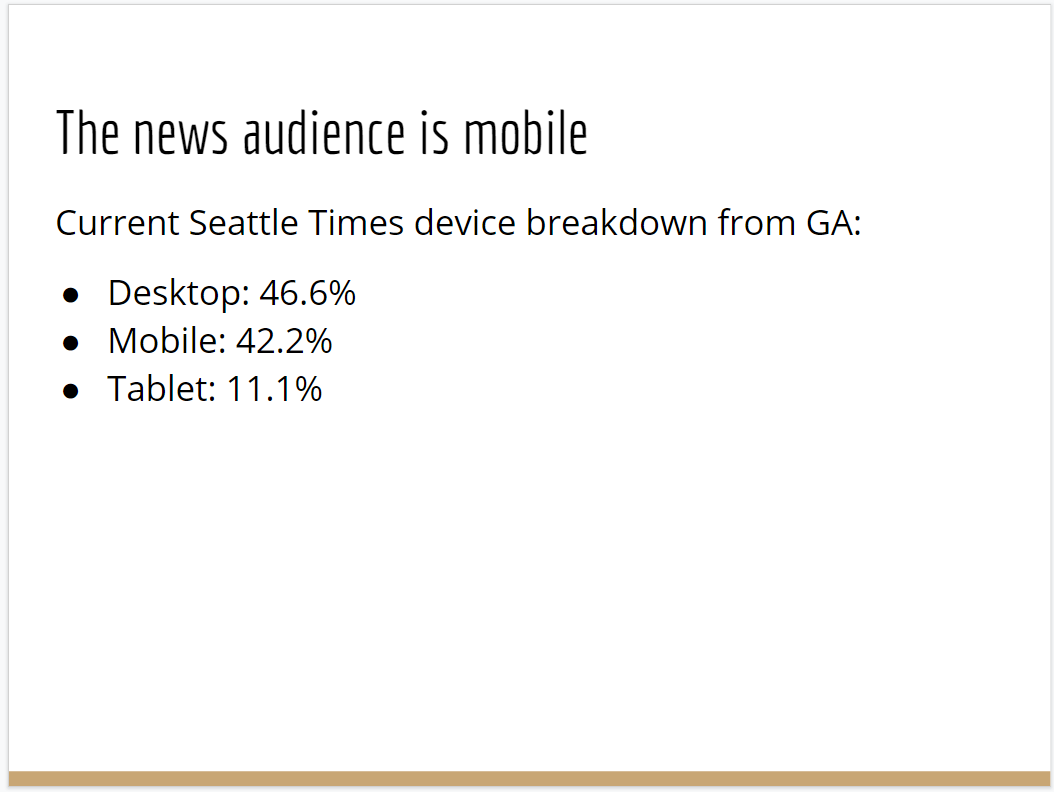 The news audience is mobile
Current Seattle Times device breakdown from GA:
● Desktop: 46.6%
● Mobile: 42.2%
● Tablet: 11.1%